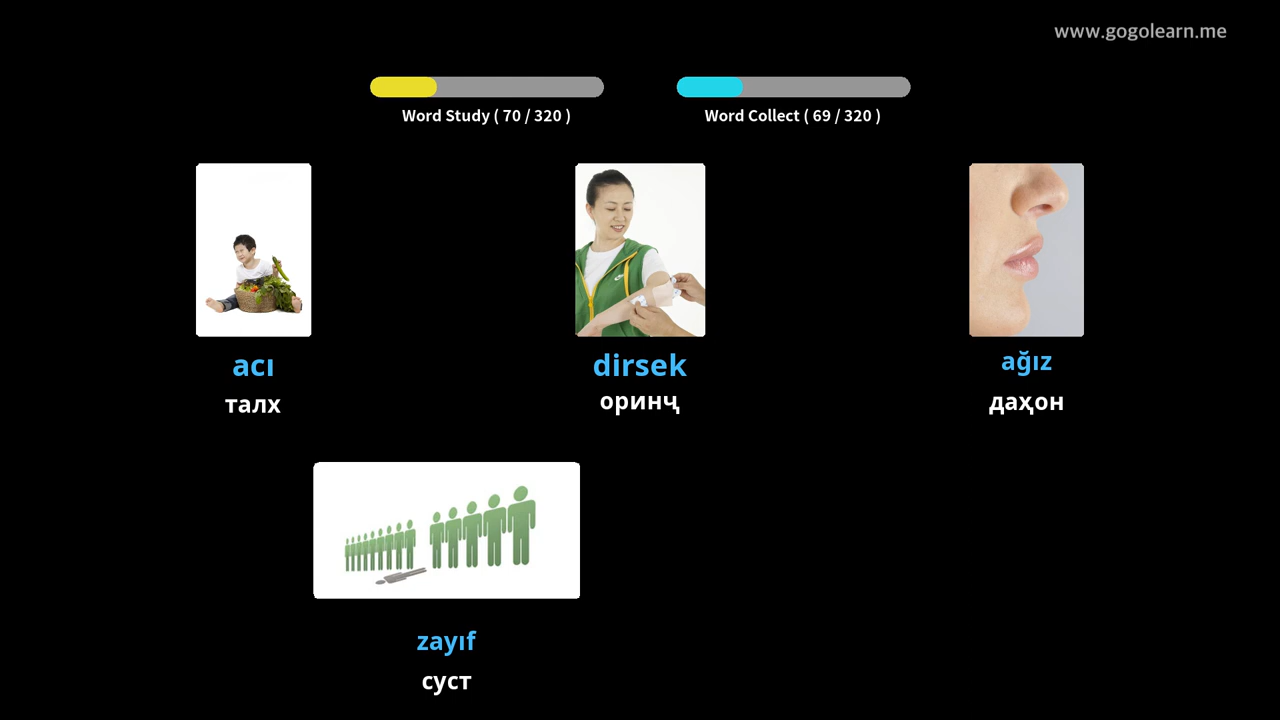 www.gogolearn.me
Word Study ( 70 / 320 )
Word Collect ( 69 / 320 )
acı
талх
dirsek
оринҷ
ağız
даҳон
zayıf
суст